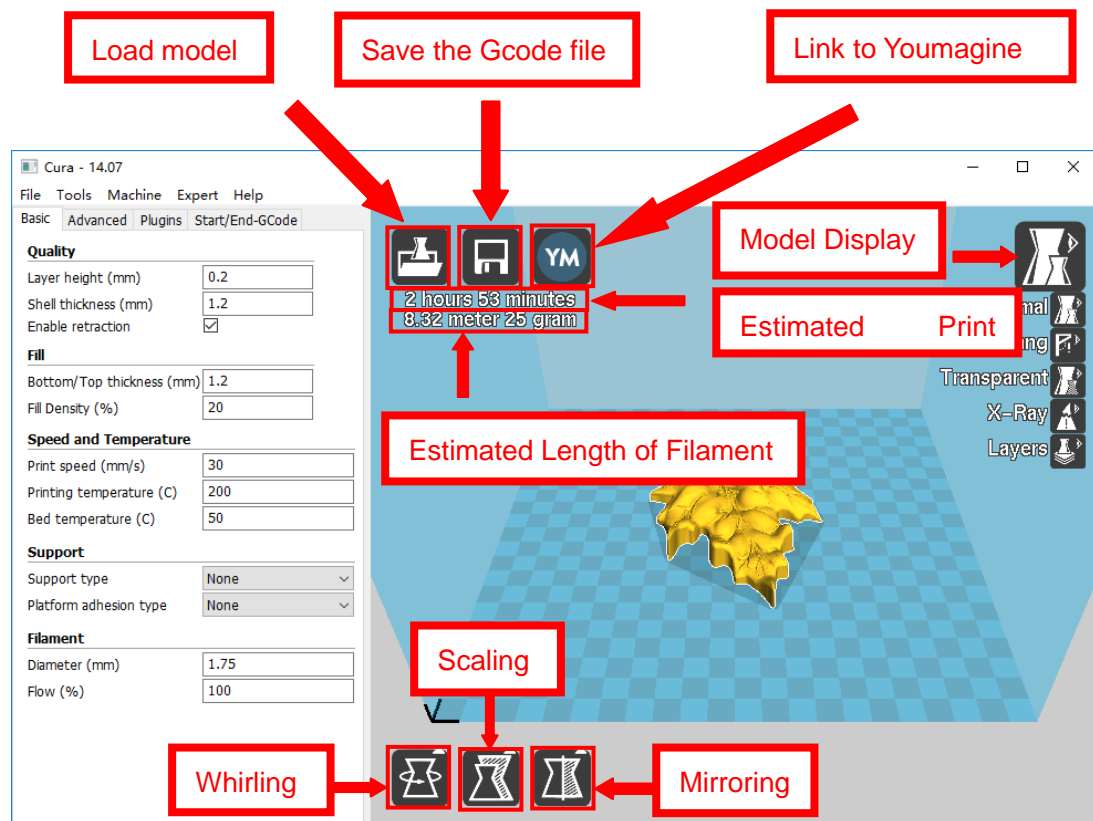 Load model
Save the Gcode file
Link to Youmagine
Cura - 14.07
File Tools Machine Expert Help
Basic Advanced Plugins Start/End-GCode
Quality
Layer height (mm) 0.2
Shell thickness (mm) 1.2
Enable retraction
Fill
Bottom/Top thickness (mm) 1.2
Fill Density (%) 20
Speed and Temperature
Print speed (mm/s) 30
Printing temperature (C) 200
Bed temperature (C) 50
Support
Support type None
Platform adhesion type None
Filament
Diameter (mm) 1.75
Flow (%) 100
YM
2 hours 53 minutes
8.32 meter 25 gram
Model Display
Estimated Print
mal
ang
Transparent
X-Ray
Layers
Estimated Length of Filament
Scaling
Whirling
Mirroring